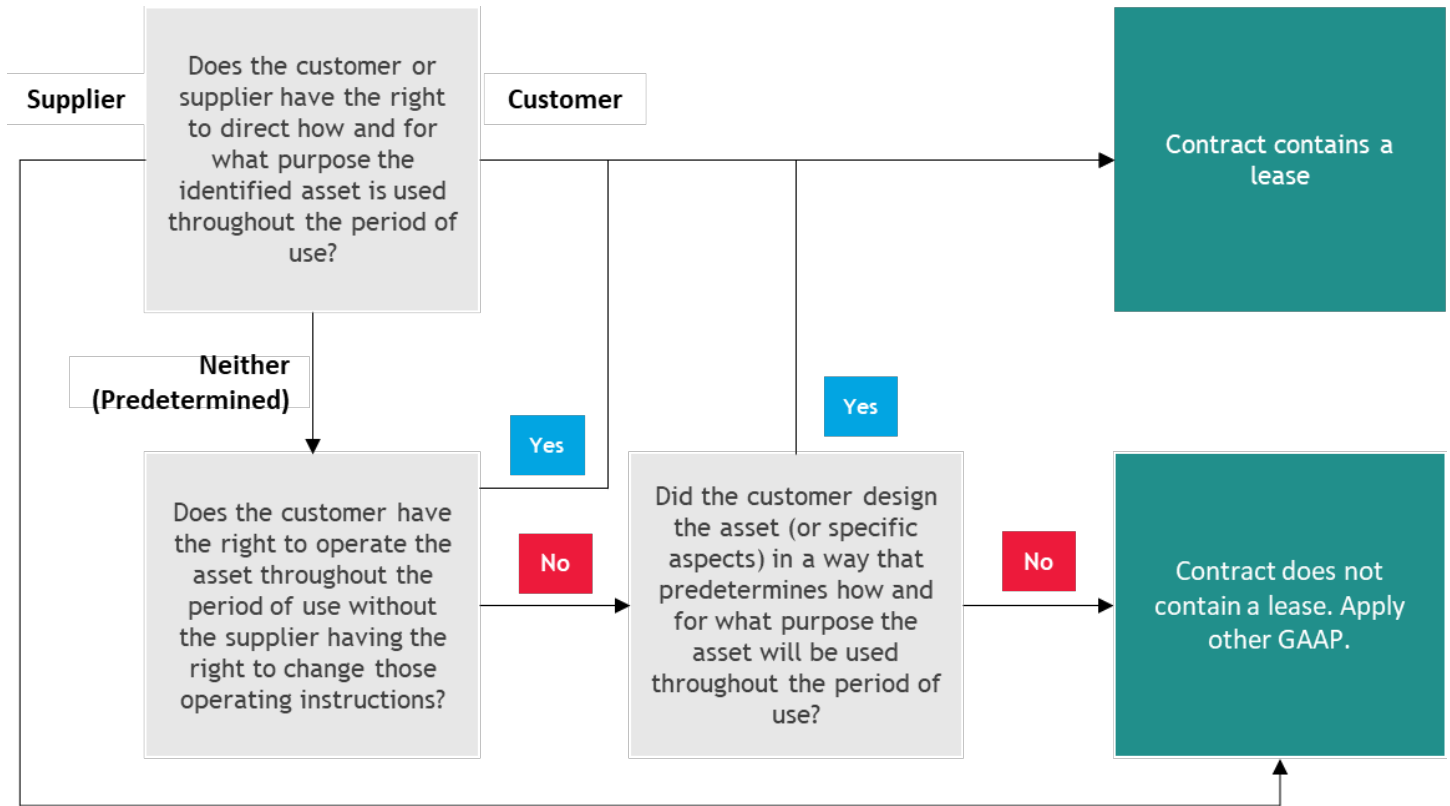 Supplier
Does the customer or
supplier have the right
to direct how and for
what purpose the
identified asset is used
throughout the period of
use?
Customer
Contract contains a
lease
Neither
(Predetermined)
Yes
Yes
Does the customer have
the right to operate the
asset throughout the
period of use without
the supplier having the
right to change those
operating instructions?
No
Did the customer design
the asset (or specific
aspects) in a way that
predetermines how and
for what purpose the
asset will be used
throughout the period of
use?
No
Contract does not
contain a lease. Apply
other GAAP.